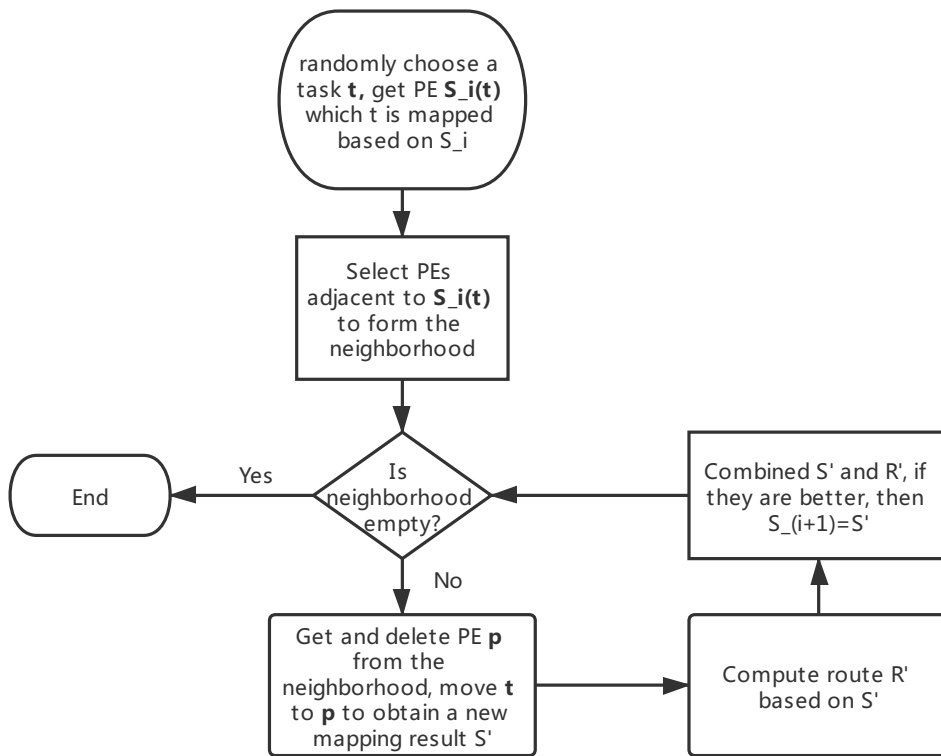 randomly choose a
task t, get PE S_i(t)
which t is mapped
based on S_i
Select PEs
adjacent to S_i(t)
to form the
neighborhood
Is
neighborhood
empty?
Yes
End
No
Get and delete PE p
from the
neighborhood, move t
to p to obtain a new
mapping result S'
Compute route R'
based on S'
Combined S' and R', if
they are better, then
S_(i+1)=S'